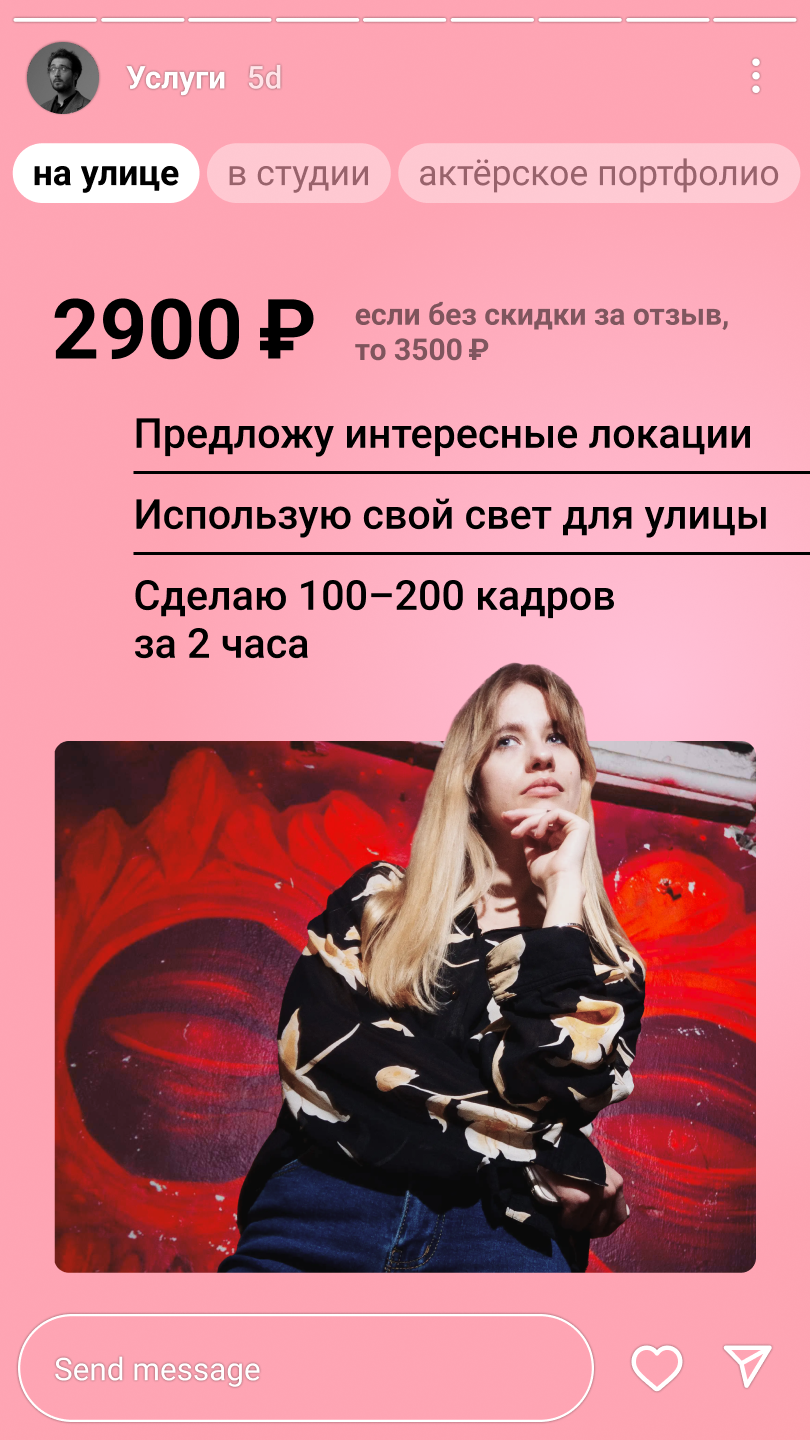 Услуги 5d
на улице в студии актёрское портфолио
2900 ₽
если без скидки за отзыв,
то 3500 ₽
Предложу интересные локации
Использую свой свет для улицы
Сделаю 100–200 кадров
за 2 часа
Send message